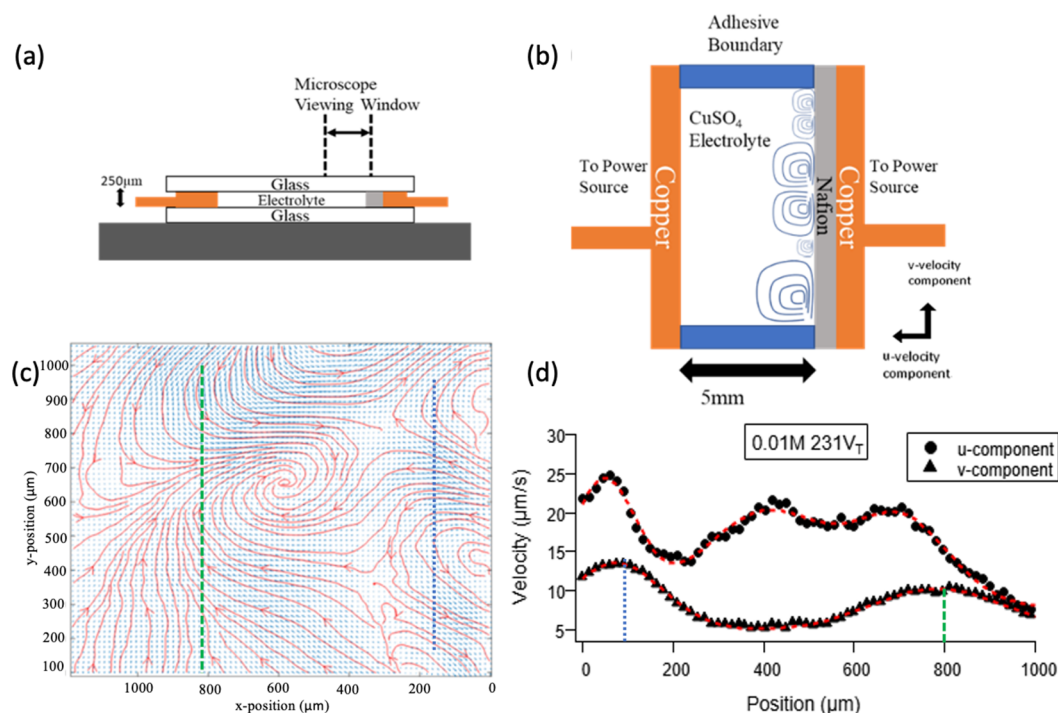 (a)
Microscope
Viewing Window
250µm
Glass
Electrolyte
Glass
(b)
Adhesive
Boundary
CuSO4
Electrolyte
To Power
Source
Copper
Nafion
Copper
To Power
Source
v-velocity
component
u-velocity
component
5mm
(c)
1000
900
800
700
600
500
400
300
200
100
y-position (µm)
1000 800 600 400 200 0
x-position (µm)
(d)
0.01M 231VT
u-component
v-component
30
25
20
15
10
5
Velocity (µm/s)
0 200 400 600 800 1000
Position (µm)